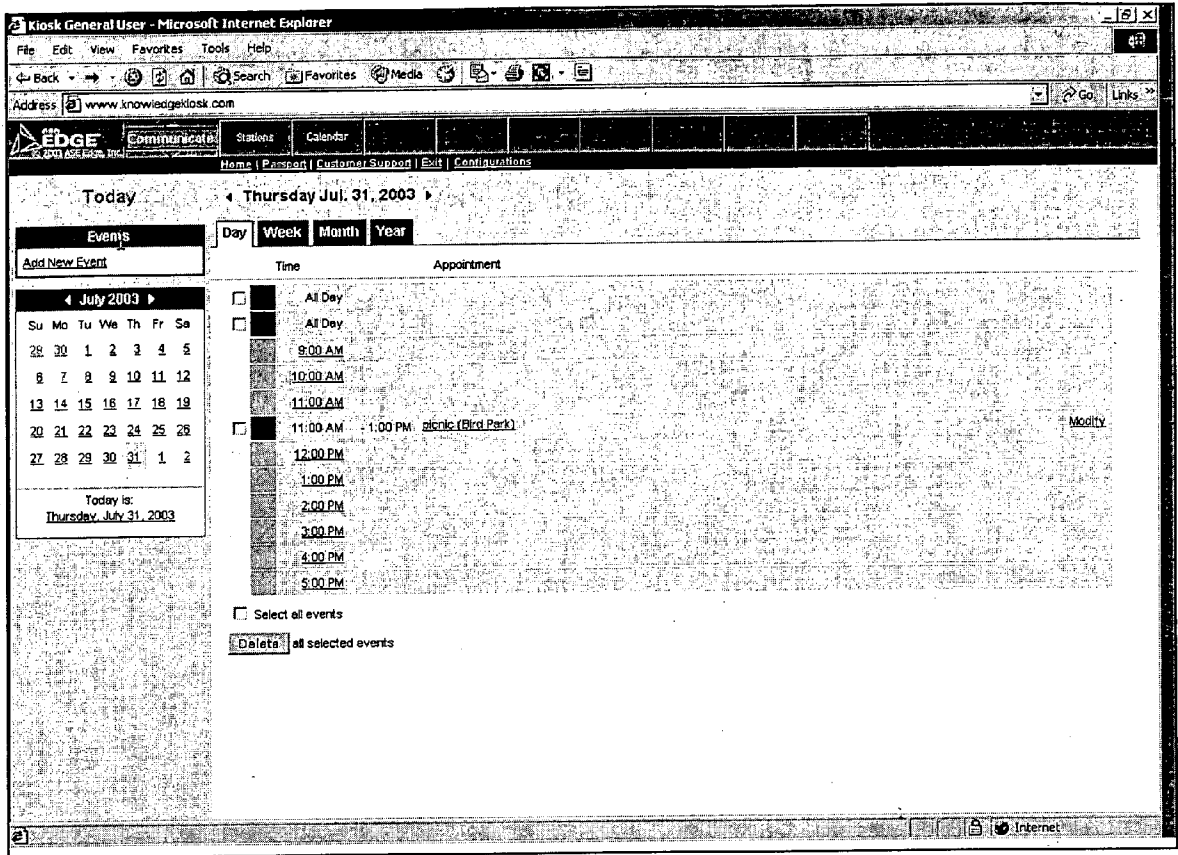 Kiosk General User - Microsoft Internet Explorer
File Edit View Favorites Tools Help
Back Search Favorites Media
Address www.knowledgekiosk.com Go Links »
EDGE Communicate Stations Calendar
© 2003 ASE Edge, Inc.
Home | Passport | Customer Support | Exit | Configurations
Today Thursday Jul. 31, 2003
Events
Add New Event
Day Week Month Year
Time Appointment
July 2003
Su Mo Tu We Th Fr Sa
29 30 1 2 3 4 5
6 7 8 9 10 11 12
13 14 15 16 17 18 19
20 21 22 23 24 25 26
27 28 29 30 31 1 2
Today is:
Thursday, July 31, 2003
All Day
All Day
9:00 AM
10:00 AM
11:00 AM
11:00 AM - 1:00 PM picnic (Bird Park) Modify
12:00 PM
1:00 PM
2:00 PM
3:00 PM
4:00 PM
5:00 PM
Select all events
Delete all selected events
Internet